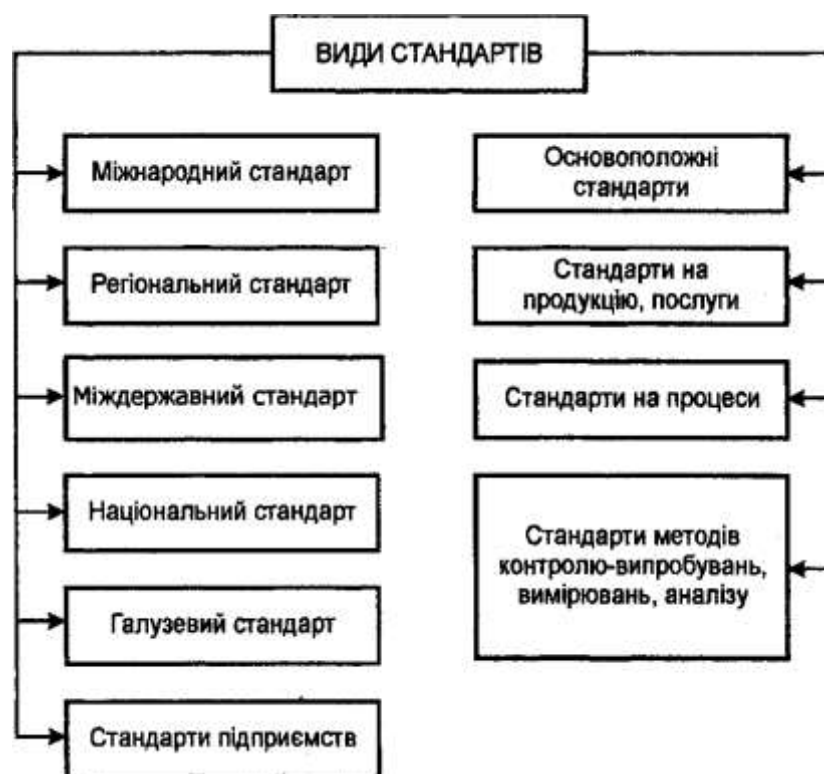 ВИДИ СТАНДАРТІВ
Міжнародний стандарт
Регіональний стандарт
Міждержавний стандарт
Національний стандарт
Галузевий стандарт
Стандарти підприємств
Основоположні
стандарти
Стандарти на
продукцію, послуги
Стандарти на процеси
Стандарти методів
контролю-випробувань,
вимірювань, аналізу